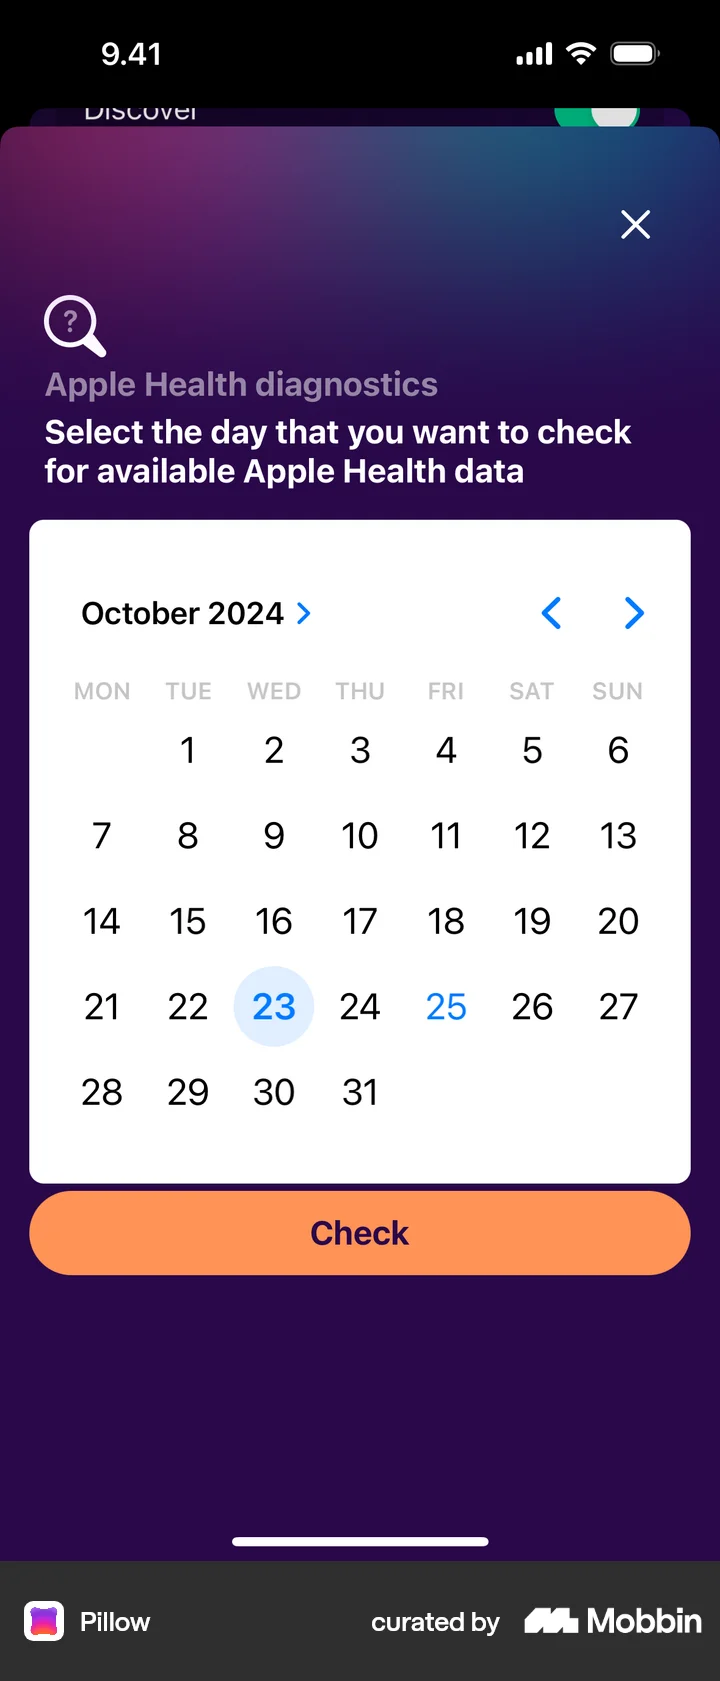 9.41
Discover
?
Apple Health diagnostics
Select the day that you want to check
for available Apple Health data
October 2024
MON TUE WED THU FRI SAT SUN
1 2 3 4 5 6
7 8 9 10 11 12 13
14 15 16 17 18 19 20
21 22 23 24 25 26 27
28 29 30 31
Check
Pillow curated by Mobbin